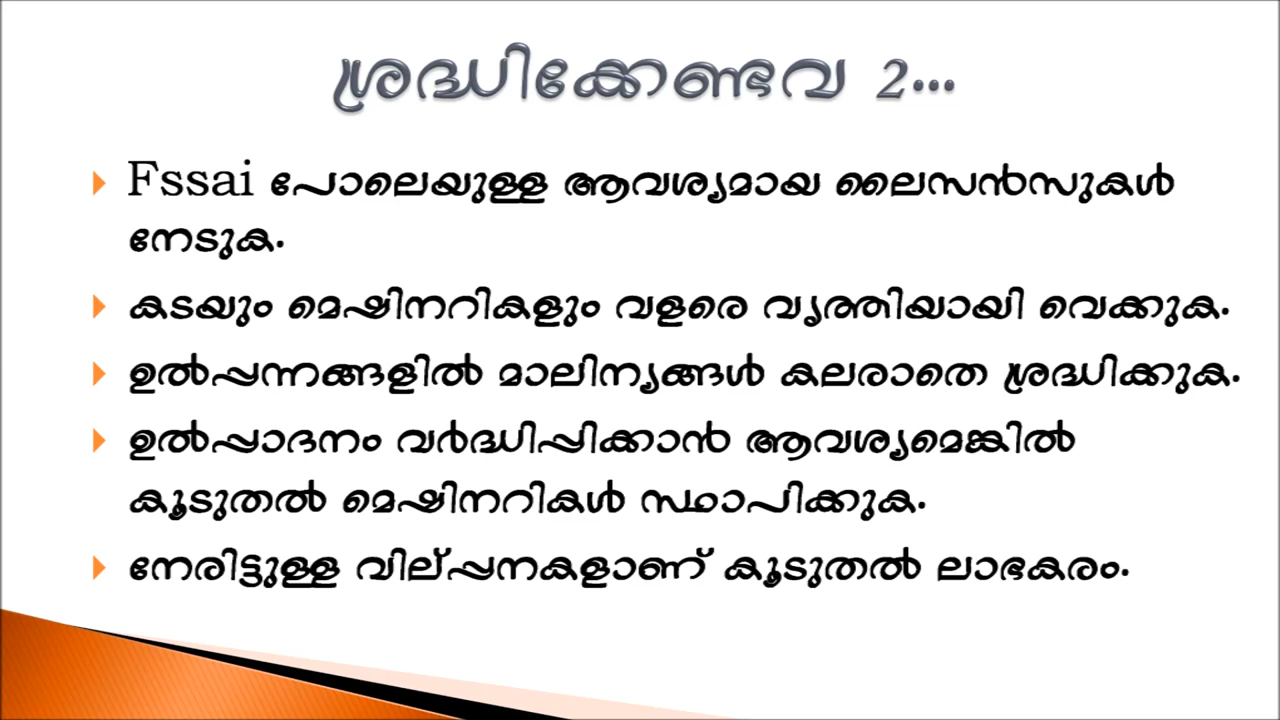 ശ്രദ്ധിക്കേണ്ടവ 2...
Fssai പോലെയുള്ള ആവശ്യമായ ലൈസൻസുകൾ
നേടുക.
കടയും മെഷിനറികളും വളരെ വൃത്തിയായി വെക്കുക.
ഉൽപ്പന്നങ്ങളിൽ മാലിന്യങ്ങൾ കലരാതെ ശ്രദ്ധിക്കുക.
ഉൽപ്പാദനം വർദ്ധിപ്പിക്കാൻ ആവശ്യമെങ്കിൽ
കൂടുതൽ മെഷിനറികൾ സ്ഥാപിക്കുക.
നേരിട്ടുള്ള വില്പ്പനകളാണ് കൂടുതൽ ലാഭകരം.